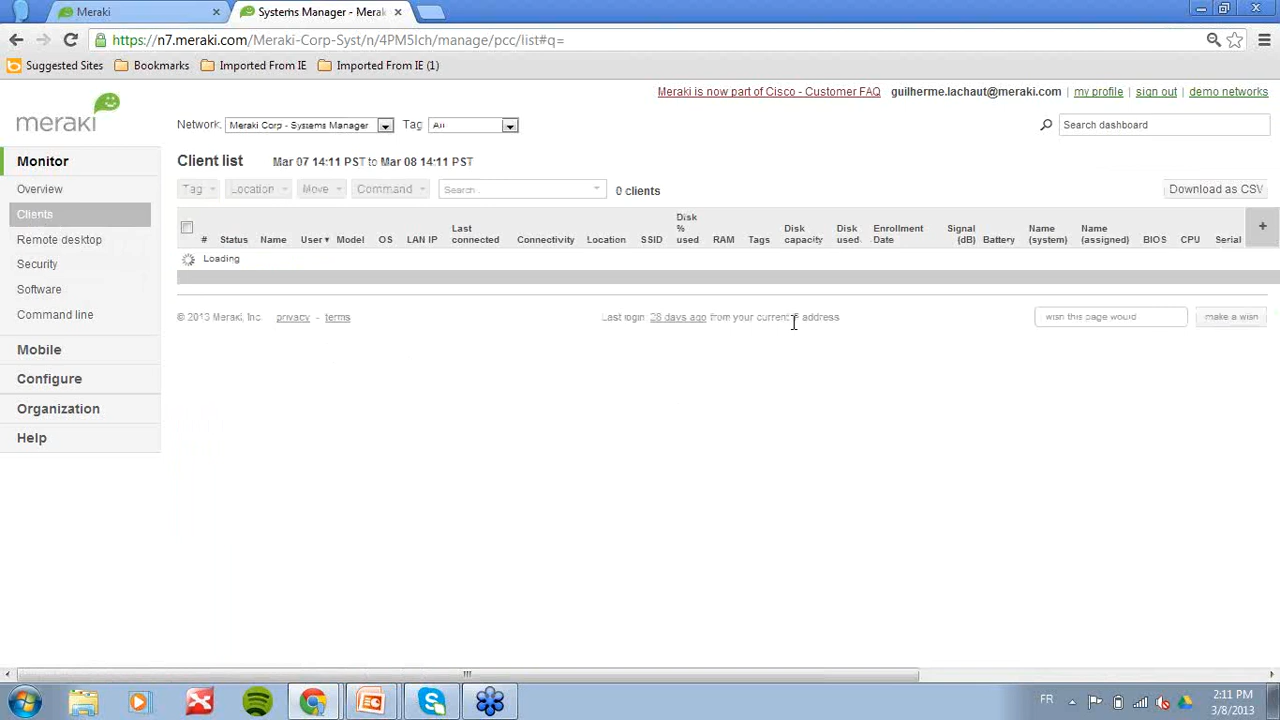 Meraki
Systems Manager - Merak
https://n7.meraki.com/Meraki-Corp-Syst/n/4PM5Ich/manage/pcc/list#q=
Suggested Sites
Bookmarks
Imported From IE
Imported From IE (1)
Meraki is now part of Cisco - Customer FAQ
guilherme.lachaut@meraki.com | my profile | sign out | demo networks
meraki
Network: Meraki Corp - Systems Manager Tag All
Search dashboard
Monitor
Overview
Clients
Remote desktop
Security
Software
Command line
Mobile
Configure
Organization
Help
Client list Mar 07 14:11 PST to Mar 08 14:11 PST
Tag Location Move Command Search... 0 clients Download as CSV
# Status Name User Model OS LAN IP Last connected Connectivity Location SSID Disk % used RAM Tags Disk capacity Disk used Enrollment Date Signal (dB) Battery Name (system) Name (assigned) BIOS CPU Serial +
Loading
© 2013 Meraki, Inc. privacy - terms
Last login 28 days ago from your current address
wish this page would make a wish
FR
2:11 PM
3/8/2013